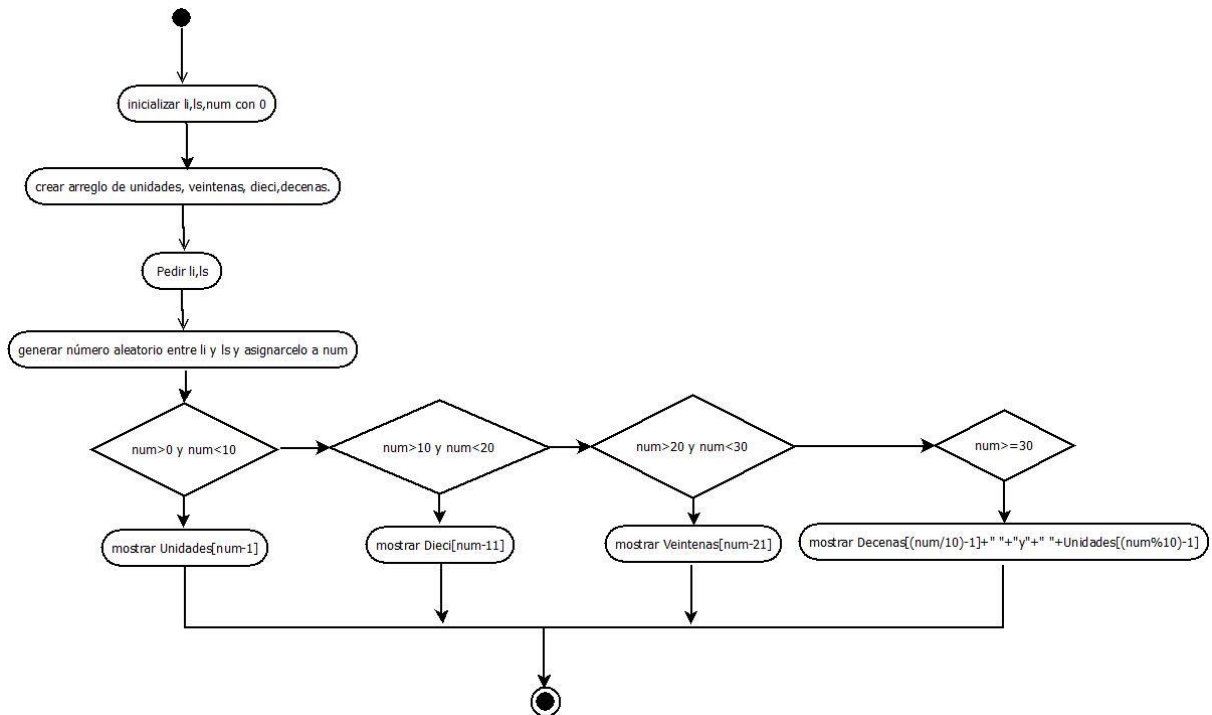 inicializar li,ls,num con 0
crear arreglo de unidades, veintenas, dieci,decenas.
Pedir li,ls
generar número aleatorio entre li y ls y asignarcelo a num
num>0 y num<10
num>10 y num<20
num>20 y num<30
num>=30
mostrar Unidades[num-1]
mostrar Dieci[num-11]
mostrar Veintenas[num-21]
mostrar Decenas[(num/10)-1]+" "+"y"+" "+Unidades[(num%10)-1]